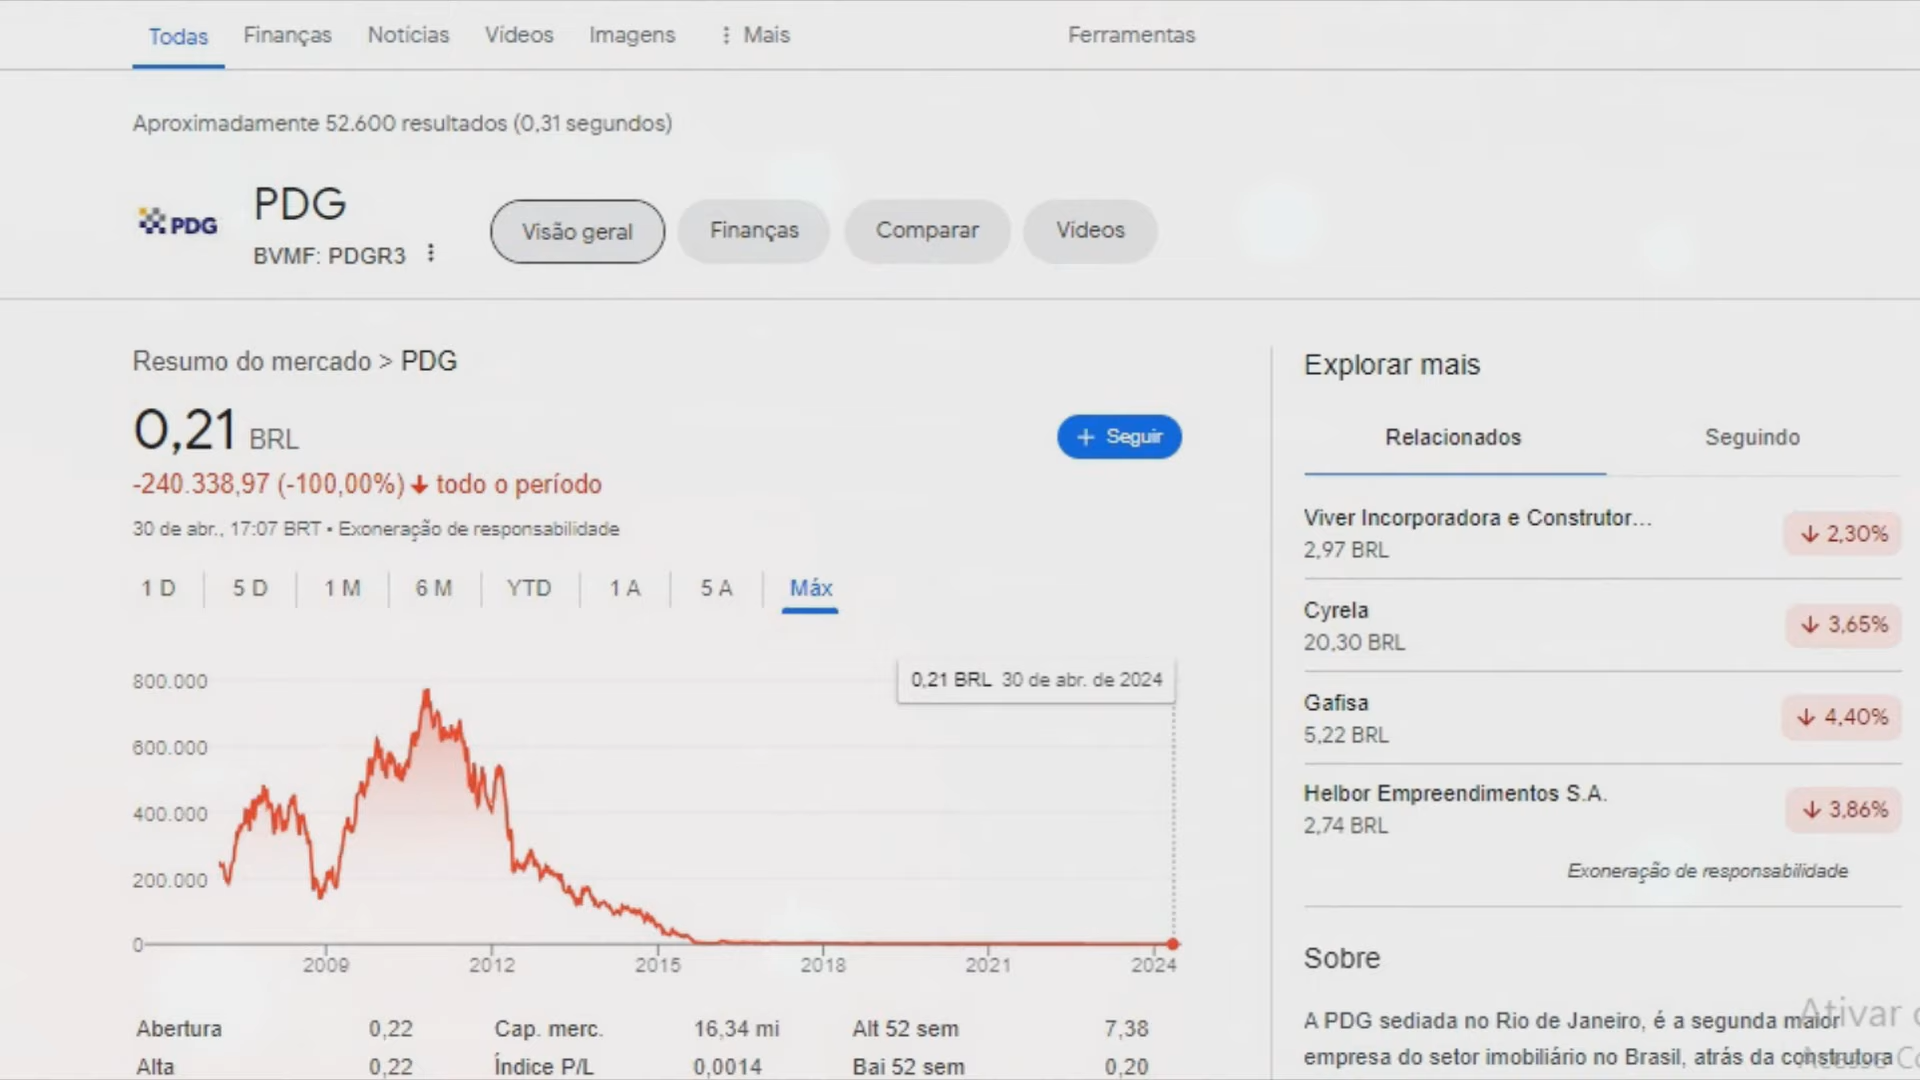 Todas Finanças Notícias Vídeos Imagens Mais Ferramentas
Aproximadamente 52.600 resultados (0,31 segundos)
PDG
PDG
BVMF: PDGR3
Visão geral Finanças Comparar Vídeos
Resumo do mercado > PDG
0,21 BRL
-240.338,97 (-100,00%) todo o período
30 de abr., 17:07 BRT • Exoneração de responsabilidade
+ Seguir
1 D 5 D 1 M 6 M YTD 1 A 5 A Máx
0,21 BRL 30 de abr. de 2024
800.000
600.000
400.000
200.000
0
2009 2012 2015 2018 2021 2024
Abertura 0,22 Cap. merc. 16,34 mi Alt 52 sem 7,38
Alta 0,22 Índice P/L 0,0014 Bai 52 sem 0,20
Explorar mais
Relacionados Seguindo
Viver Incorporadora e Construtor...
2,97 BRL
2,30%
Cyrela
20,30 BRL
3,65%
Gafisa
5,22 BRL
4,40%
Helbor Empreendimentos S.A.
2,74 BRL
3,86%
Exoneração de responsabilidade
Sobre
A PDG sediada no Rio de Janeiro, é a segunda maior
empresa do setor imobiliário no Brasil, atrás da construtora
Ativar